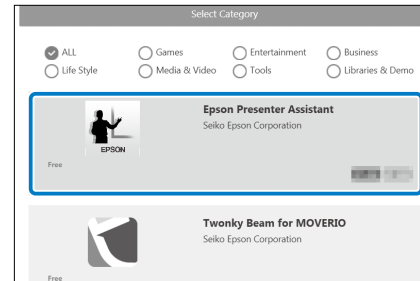 Select Category
ALL Games Entertainment Business
Life Style Media & Video Tools Libraries & Demo
Epson Presenter Assistant
Seiko Epson Corporation
EPSON
Free
Twonky Beam for MOVERIO
Seiko Epson Corporation
Free